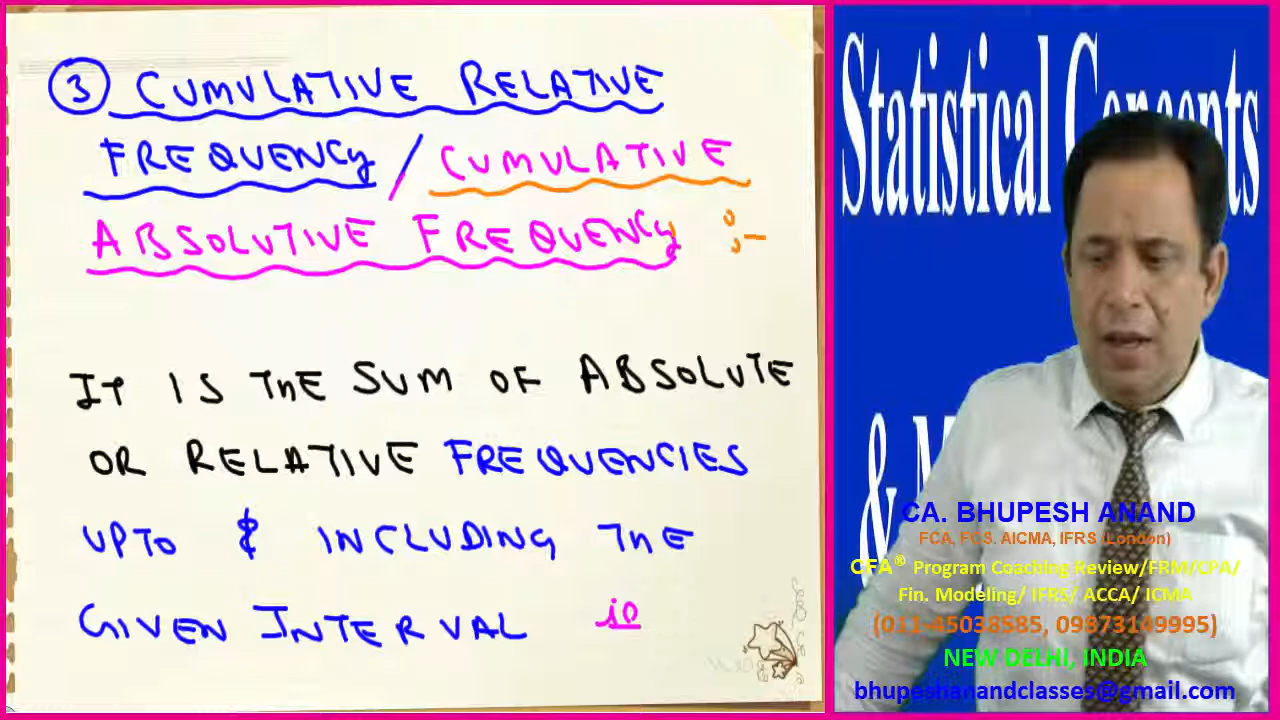 3 CUMULATIVE RELATIVE
FREQUENCY / CUMULATIVE
ABSOLUTIVE FREQUENCY :-
IT IS THE SUM OF ABSOLUTE
OR RELATIVE FREQUENCIES
UPTO & INCLUDING THE
GIVEN INTERVAL
Statistical Concepts
& M
CA. BHUPESH ANAND
FCA, FCS. AICMA, IFRS (London)
CFA® Program Coaching Review/FRM/CPA/
Fin. Modeling/ IFRS/ ACCA/ ICMA
(011-45038585, 09873149995)
NEW DELHI, INDIA
bhupeshanandclasses@gmail.com